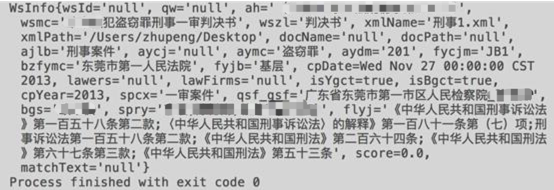 WsInfo{wsId='null', qw='null', ah='
wsmc=' 犯盗窃罪刑事一审判决书', wszl='判决书', xmlName='刑事1.xml',
xmlPath='/Users/zhupeng/Desktop', docName='null', docPath='null',
ajlb='刑事案件', aycj='null', aymc='盗窃罪', aydm='201', fycjm='JB1',
bzfymc='东莞市第一人民法院', fyjb='基层', cpDate=Wed Nov 27 00:00:00 CST
2013, lawers='null', lawFirms='null', isYgct=true, isBgct=true,
cpYear=2013, spcx='一审案件', qsf_gsf='广东省东莞市第一市区人民检察院
bgs=' ', spry=' ', flyj='《中华人民共和国刑事诉讼法
》第一百五十八条第二款;〈中华人民共和国刑事诉讼法〉的解释》第一百八十一条第（七）项;刑
事诉讼法第一百五十八条第二款;《中华人民共和国刑法》第二百六十四条;《中华人民共和国刑法
》第六十七条第三款;《中华人民共和国刑法》第五十三条', score=0.0,
matchText='null'}
Process finished with exit code 0